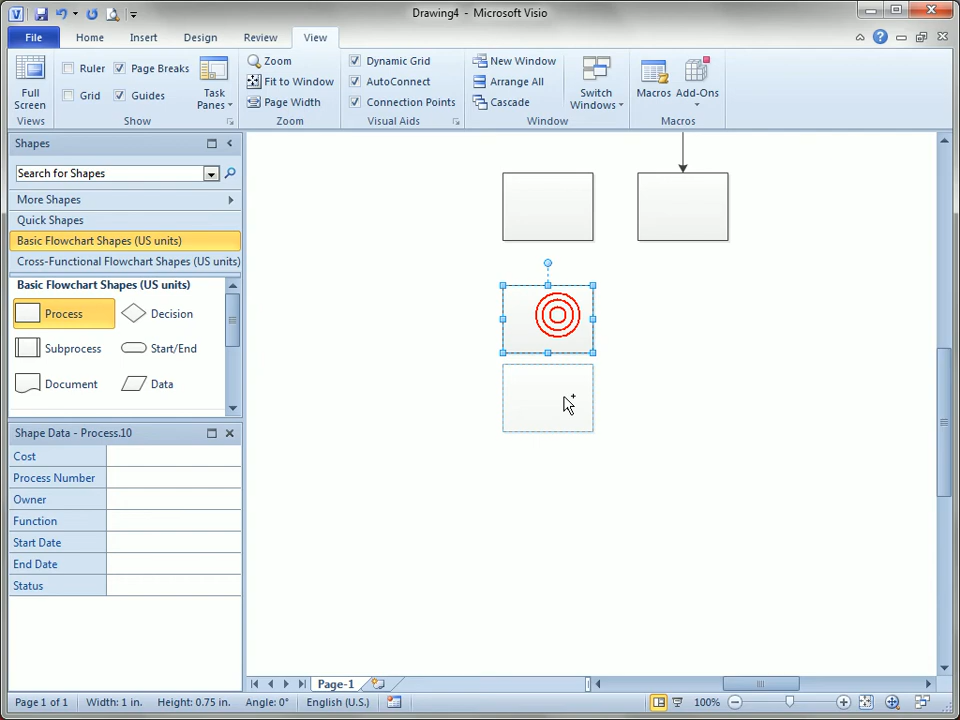 Drawing4 - Microsoft Visio
File Home Insert Design Review View
Ruler Page Breaks
Grid Guides
Full Screen
Task Panes
Zoom
Fit to Window
Page Width
Dynamic Grid
AutoConnect
Connection Points
New Window
Arrange All
Cascade
Switch Windows
Macros Add-Ons
Views Show Zoom Visual Aids Window Macros
Shapes
Search for Shapes
More Shapes
Quick Shapes
Basic Flowchart Shapes (US units)
Cross-Functional Flowchart Shapes (US units)
Basic Flowchart Shapes (US units)
Process Decision
Subprocess Start/End
Document Data
Shape Data - Process.10
Cost
Process Number
Owner
Function
Start Date
End Date
Status
Page-1
Page 1 of 1 Width: 1 in. Height: 0.75 in. Angle: 0° English (U.S.) 100%